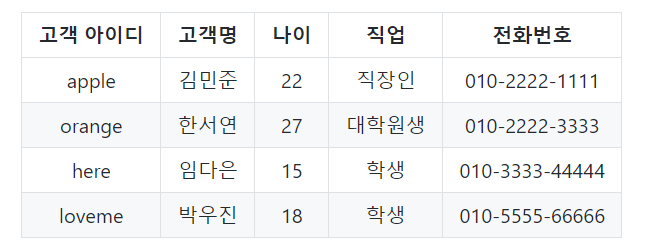 고객 아이디 고객명 나이 직업 전화번호
apple 김민준 22 직장인 010-2222-1111
orange 한서연 27 대학원생 010-2222-3333
here 임다은 15 학생 010-3333-44444
loveme 박우진 18 학생 010-5555-66666